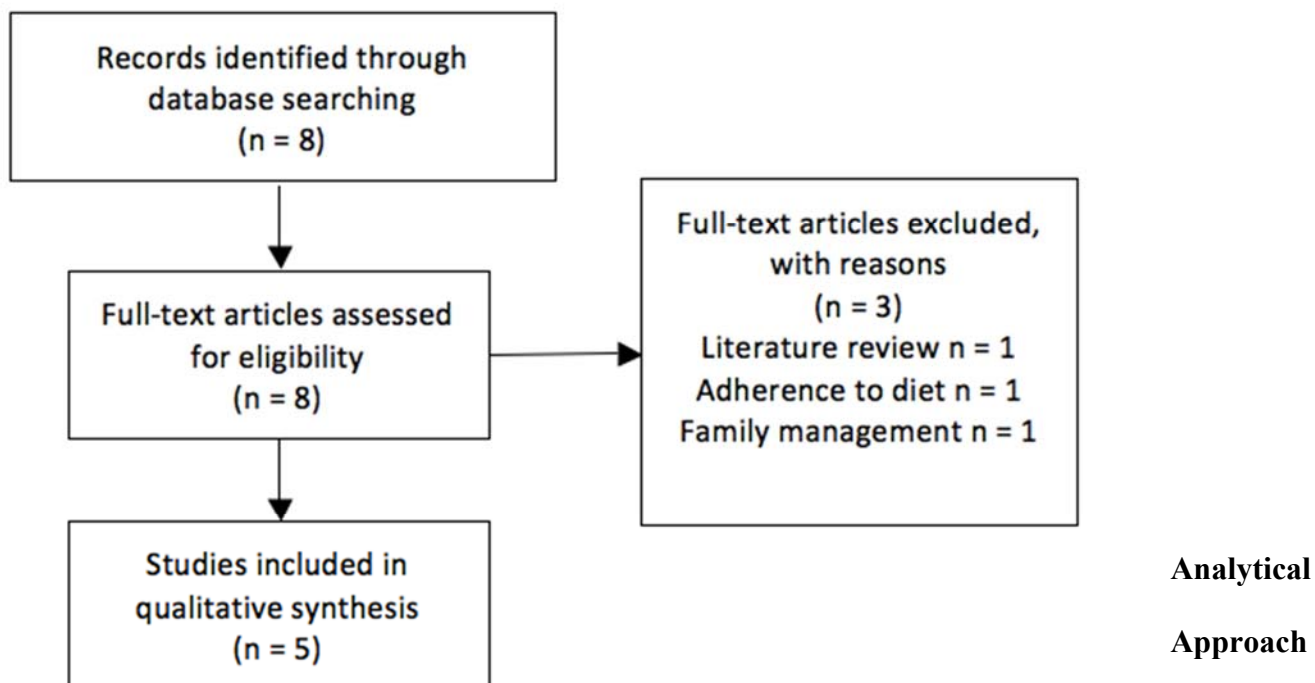 Records identified through
database searching
(n = 8)
Full-text articles assessed
for eligibility
(n = 8)
Full-text articles excluded,
with reasons
(n = 3)
Literature review n = 1
Adherence to diet n = 1
Family management n = 1
Studies included in
qualitative synthesis
(n = 5)
Analytical
Approach